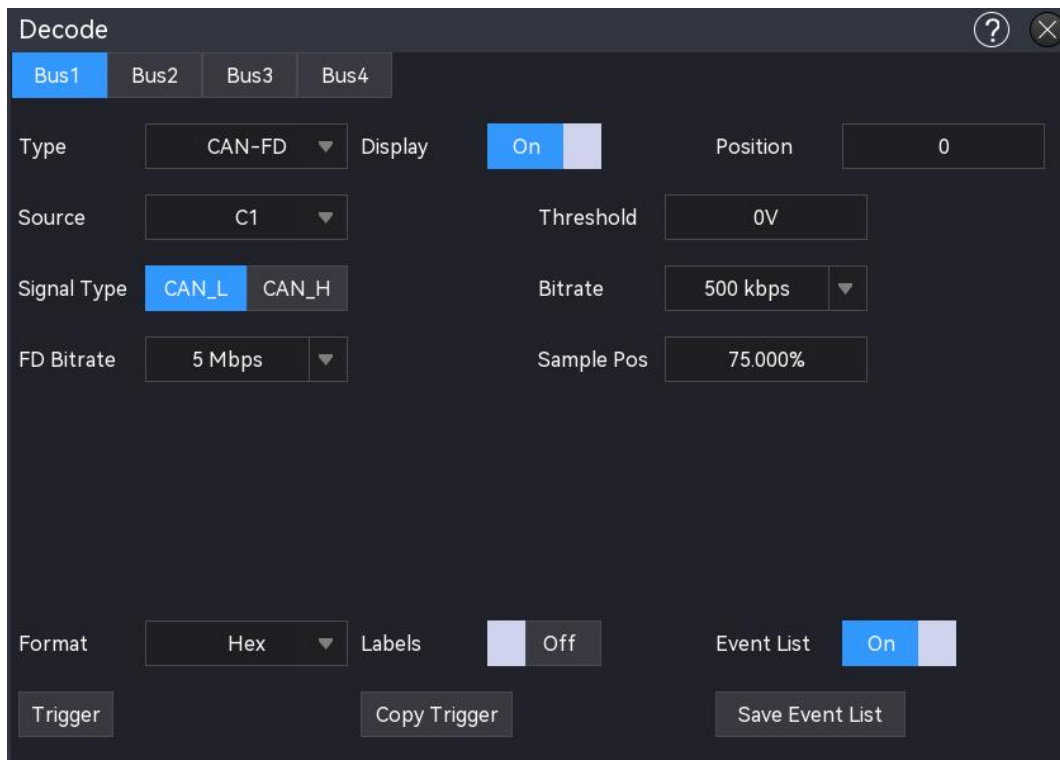 Decode ?
Bus1 Bus2 Bus3 Bus4
Type CAN-FD Display On Position 0
Source C1 Threshold 0V
Signal Type CAN_L CAN_H Bitrate 500 kbps
FD Bitrate 5 Mbps Sample Pos 75.000%
Format Hex Labels Off Event List On
Trigger Copy Trigger Save Event List